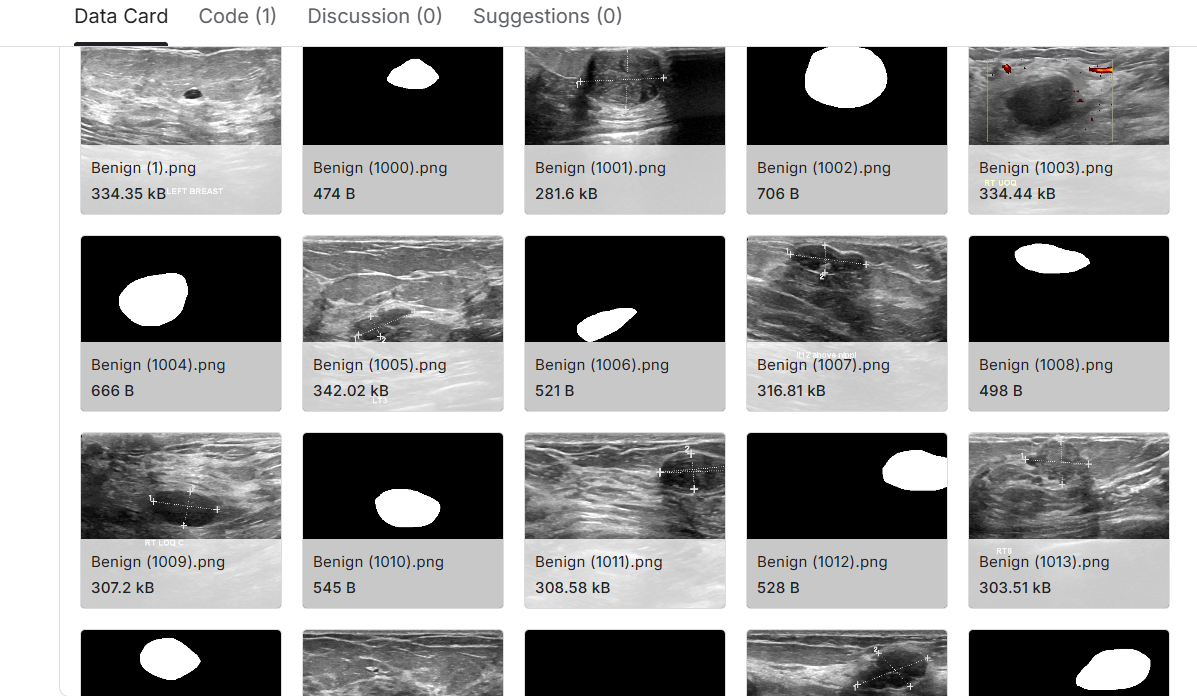 Data Card Code (1) Discussion (0) Suggestions (0)
Benign (1).png
334.35 kB
LEFT BREAST
Benign (1000).png
474 B
Benign (1001).png
281.6 kB
Benign (1002).png
706 B
Benign (1003).png
RT UOQ
334.44 kB
Benign (1004).png
666 B
Benign (1005).png
342.02 kB
Benign (1006).png
521 B
Benign (1007).png
316.81 kB
Benign (1008).png
498 B
RT LOQ C
Benign (1009).png
307.2 kB
Benign (1010).png
545 B
Benign (1011).png
308.58 kB
Benign (1012).png
528 B
Benign (1013).png
303.51 kB